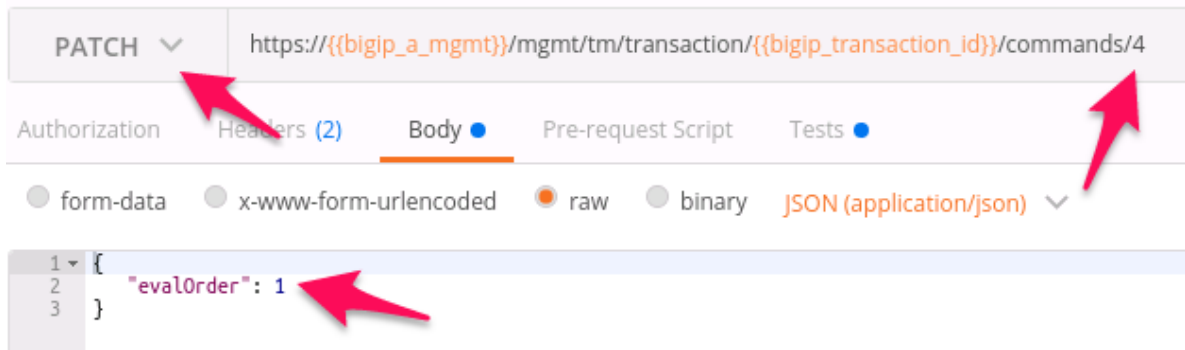 PATCH https://{{bigip_a_mgmt}}/mgmt/tm/transaction/{{bigip_transaction_id}}/commands/4
Authorization Headers (2) Body Pre-request Script Tests
form-data x-www-form-urlencoded raw binary JSON (application/json)
1 {
2 "evalOrder": 1
3 }